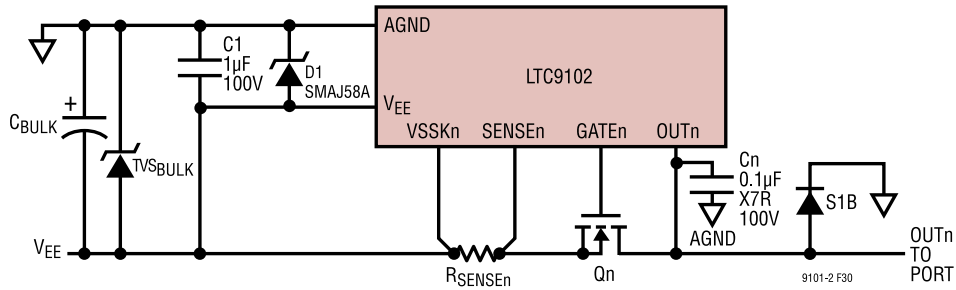 AGND
C1
1µF
100V
D1
SMAJ58A
LTC9102
+
CBULK
VEE
VSSKn
SENSEn
GATEn
OUTn
TVSBULK
Cn
0.1µF
X7R
100V
AGND
S1B
VEE
RSENSEn
Qn
OUTn
TO
PORT
9101-2 F30